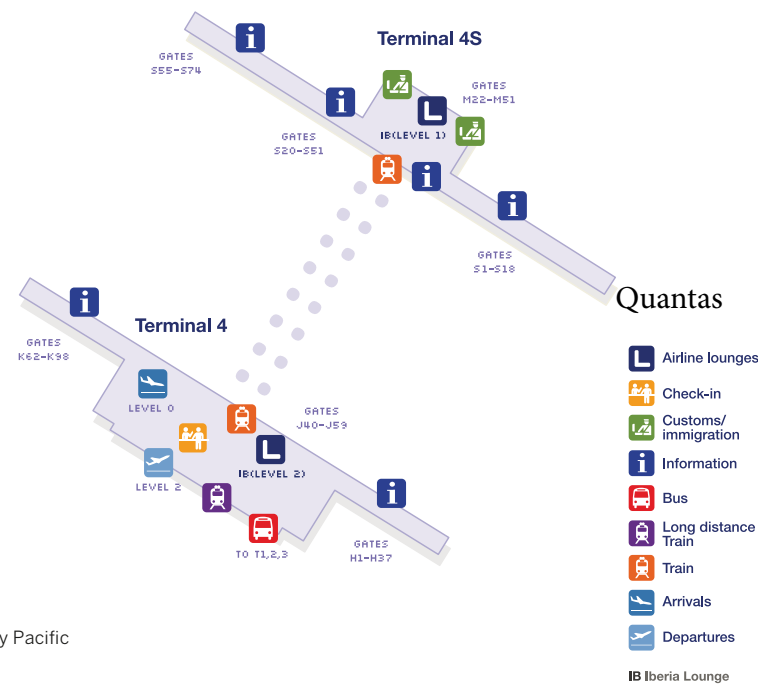 Terminal 4S
GATES
S55-S74
GATES
M22-M51
IB(LEVEL 1)
GATES
S20-S51
GATES
S1-S18
Quantas
Terminal 4
GATES
K62-K98
LEVEL 0
GATES
J40-J59
IB(LEVEL 2)
LEVEL 2
TO T1,2,3
GATES
H1-H37
Airline lounges
Check-in
Customs/
immigration
Information
Bus
Long distance
Train
Train
Arrivals
Departures
IB Iberia Lounge
y Pacific